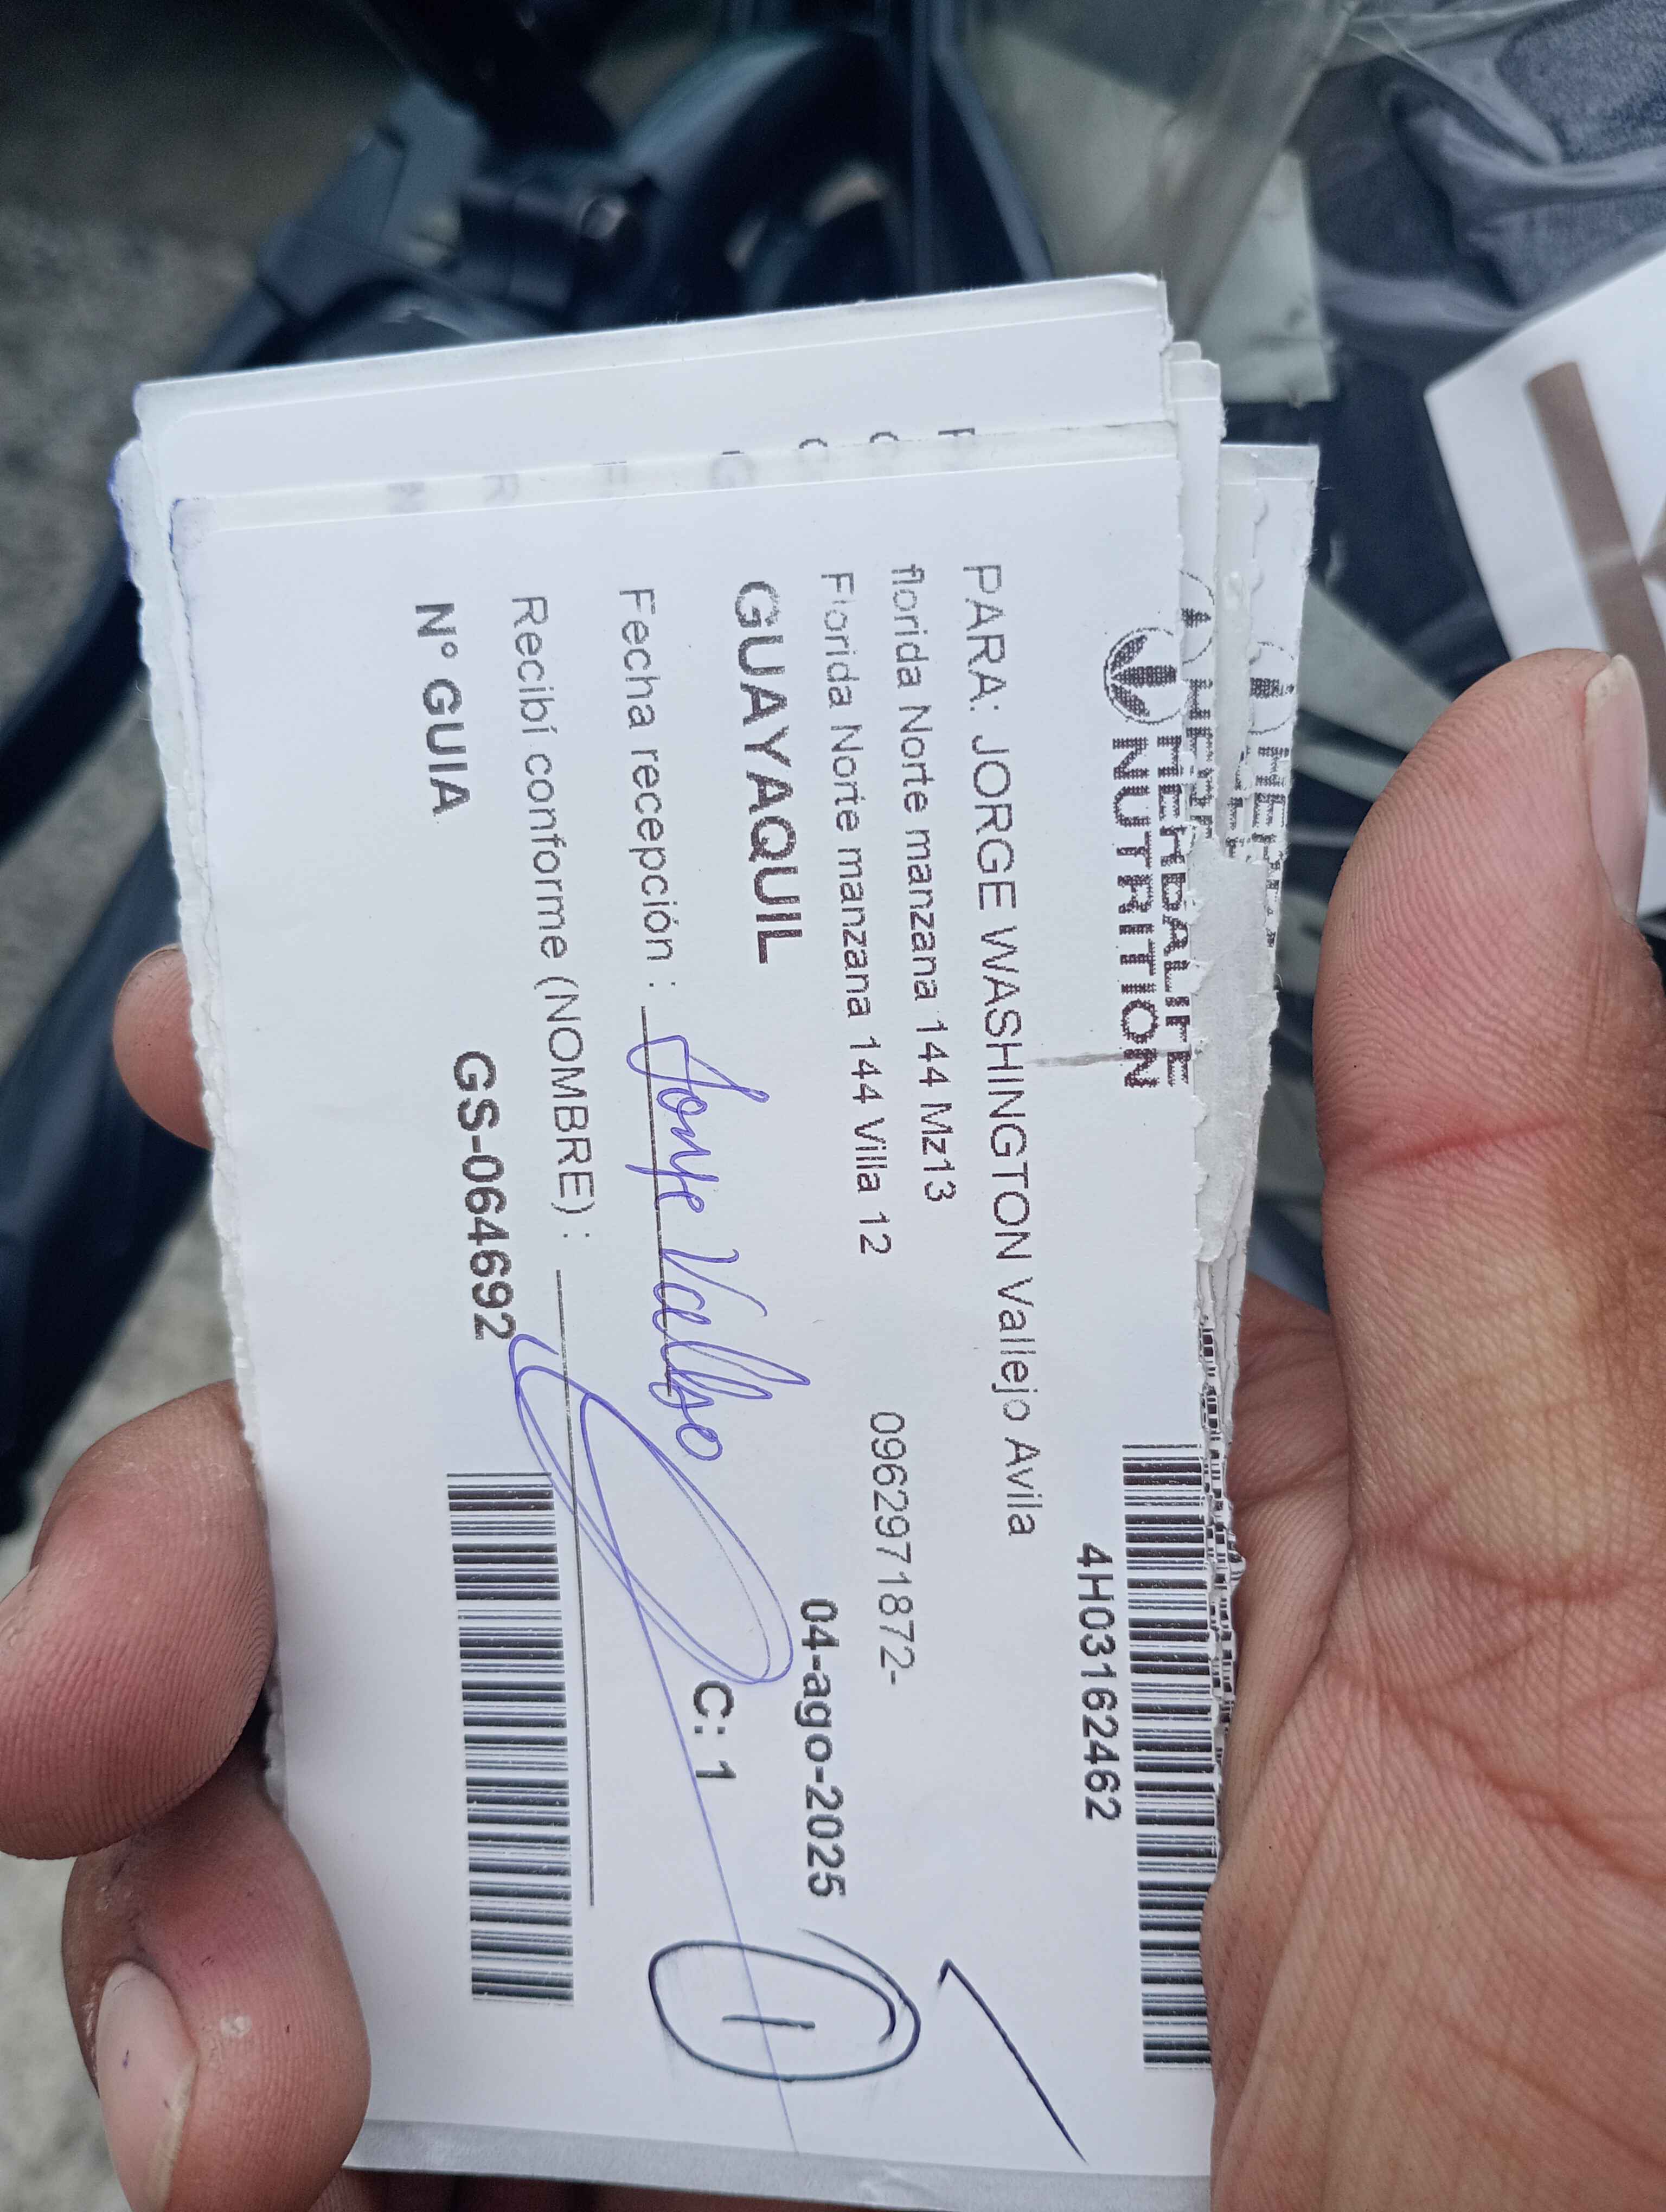 HERBALIFE
NUTRITION
4H03162462
PARA: JORGE WASHINGTON Vallejo Avila
florida Norte manzana 144 Mz13
Florida Norte manzana 144 Villa 12 0962971872-
GUAYAQUIL 04-ago-2025
Fecha recepción : Jorge Vallejo C: 1 1
Recibí conforme (NOMBRE) :
N° GUIA GS-064692